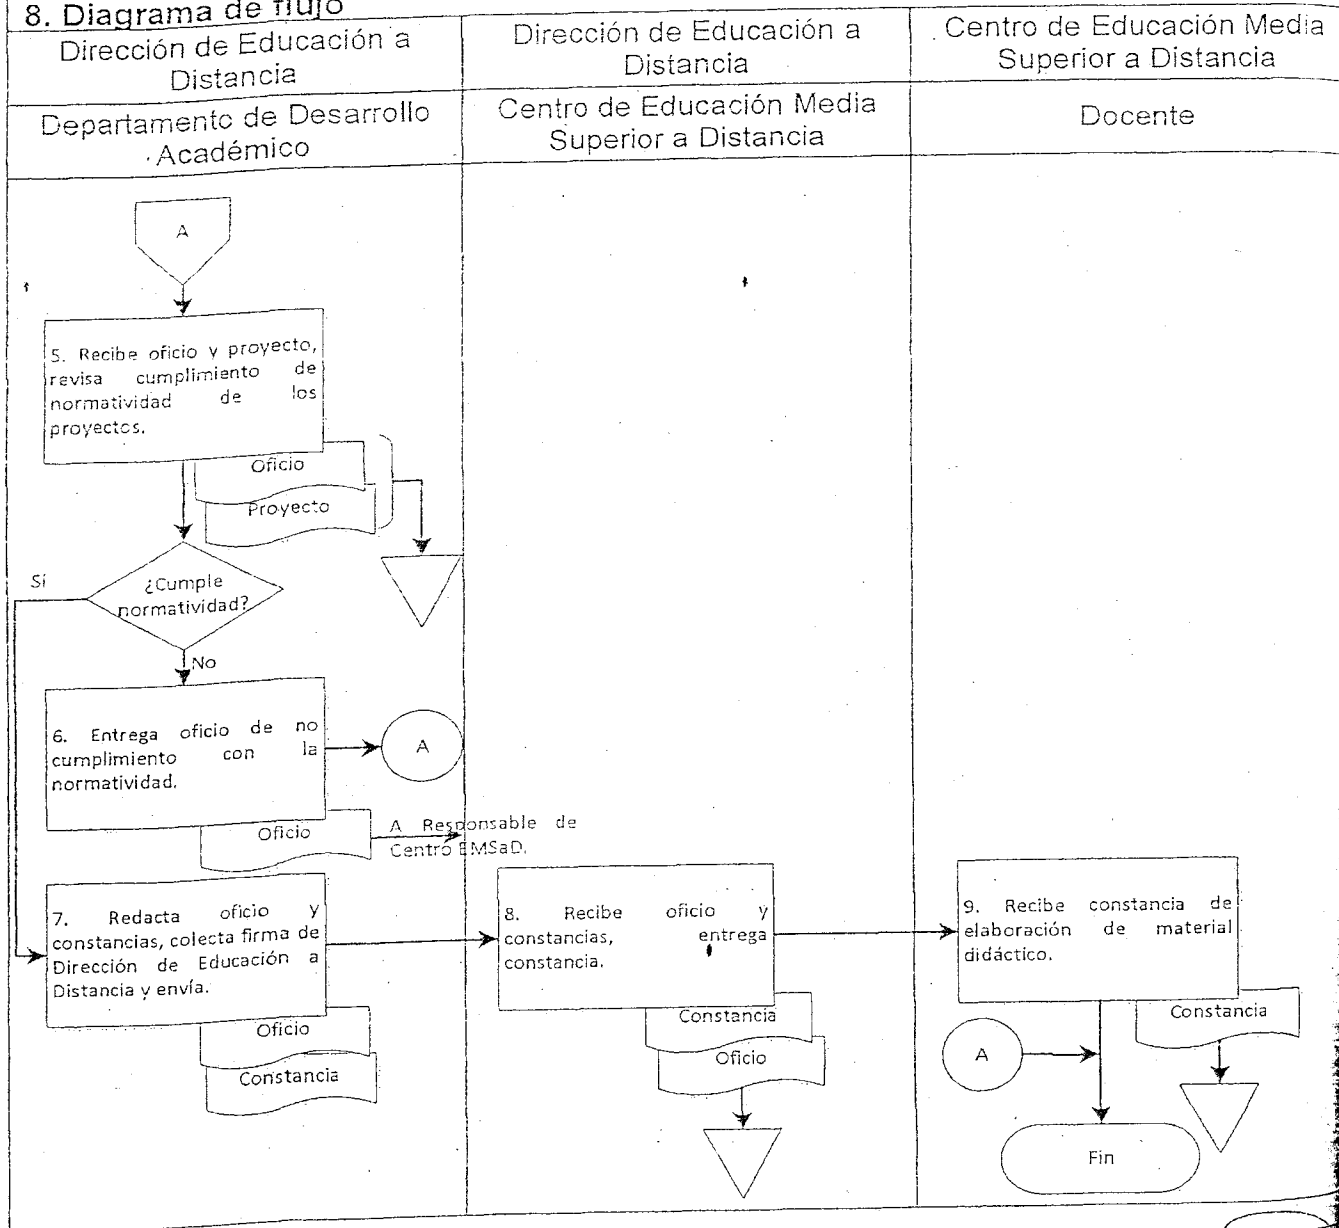 8. Diagrama de flujo
Dirección de Educación a
Distancia
Dirección de Educación a
Distancia
Centro de Educación Media
Superior a Distancia
Departamento de Desarrollo
Académico
Centro de Educación Media
Superior a Distancia
Docente
A
5. Recibe oficio y proyecto,
revisa cumplimiento de
normatividad de los
proyectos.
Oficio
Proyecto
Sí
¿Cumple
normatividad?
No
6. Entrega oficio de no
cumplimiento con la
normatividad.
A
Oficio
A Responsable de
Centro EMSaD.
7. Redacta oficio y
constancias, colecta firma de
Dirección de Educación a
Distancia y envía.
Oficio
Constancia
8. Recibe oficio y
constancias, entrega
constancia.
Constancia
Oficio
9. Recibe constancia de
elaboración de material
didáctico.
Constancia
A
Fin